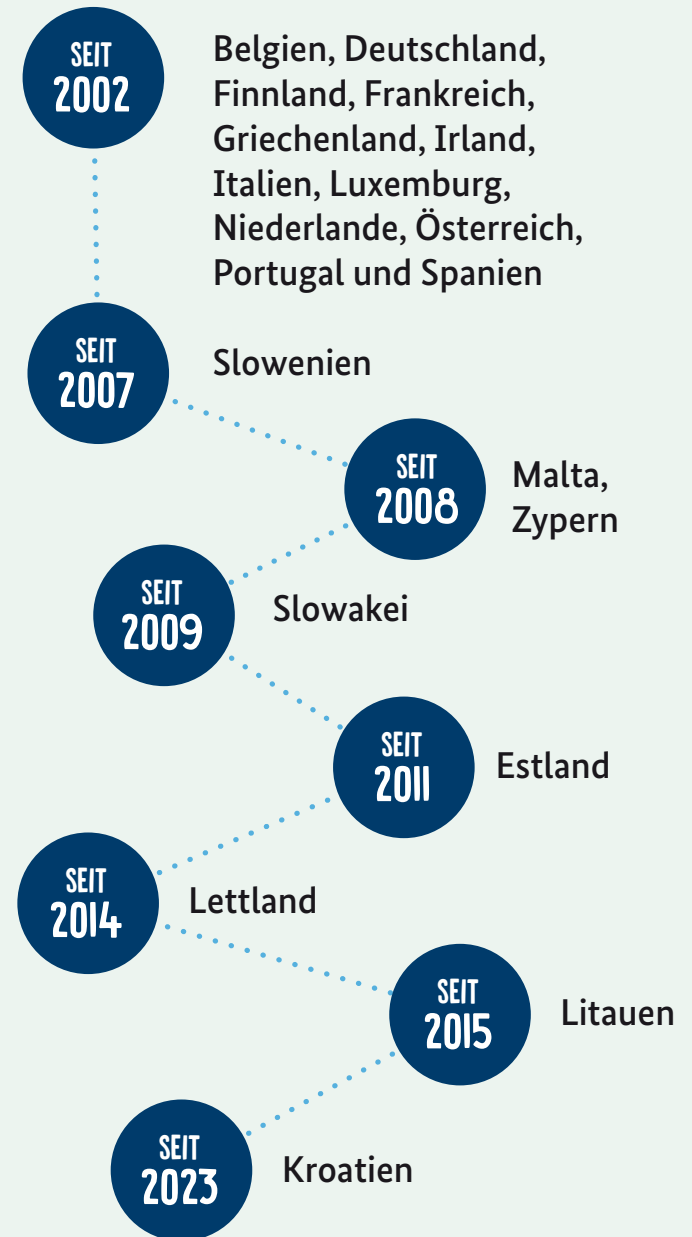 SEIT
2002
Belgien, Deutschland,
Finnland, Frankreich,
Griechenland, Irland,
Italien, Luxemburg,
Niederlande, Österreich,
Portugal und Spanien
SEIT
2007
Slowenien
SEIT
2008
Malta,
Zypern
SEIT
2009
Slowakei
SEIT
2011
Estland
SEIT
2014
Lettland
SEIT
2015
Litauen
SEIT
2023
Kroatien